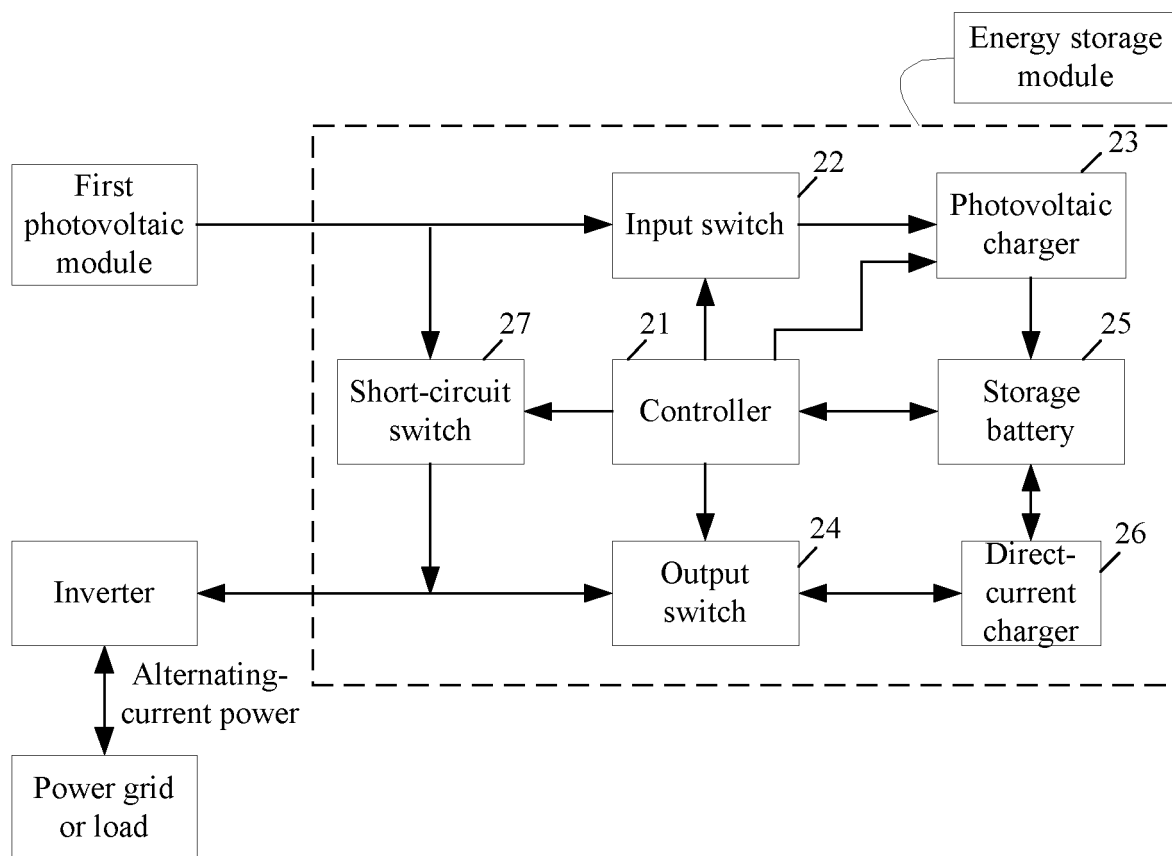 Energy storage
module
First
photovoltaic
module
22
Input switch
23
Photovoltaic
charger
27
Short-circuit
switch
21
Controller
25
Storage
battery
Inverter
24
Output
switch
26
Direct-
current
charger
Alternating-
current power
Power grid
or load